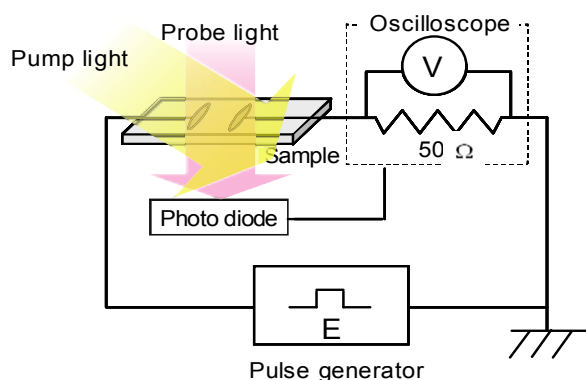 Probe light
Oscilloscope
Pump light
V
Sample
50 Ω
Photo diode
E
Pulse generator